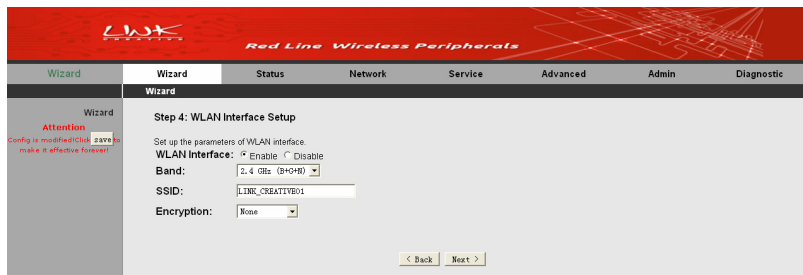 LINK
CREATIVE
Red Line Wireless Peripherals
Wizard
Wizard Status Network Service Advanced Admin Diagnostic
Wizard
Wizard
Attention
Config is modified!Click save to
make it effective forever!
Step 4: WLAN Interface Setup
Set up the parameters of WLAN interface.
WLAN Interface: Enable Disable
Band: 2.4 GHz (B+G+N)
SSID: LINK_CREATIVE01
Encryption: None
< Back Next >